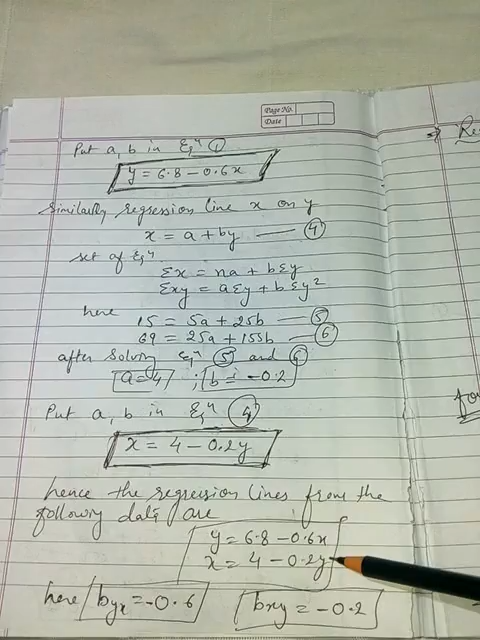 Page No.
Date
Put a, b in Eqⁿ ①
y = 6.8 - 0.6x
Similarly regression line x on y
x = a + by — ④
set of Eqⁿ
Σx = na + bΣy
Σxy = aΣy + bΣy²
here
15 = 5a + 25b — ⑤
69 = 25a + 155b — ⑥
after solving Eqⁿ ⑤ and ⑥
a = 4 ; b = -0.2
Put a, b in Eqⁿ ④
x = 4 - 0.2y
hence the regression lines from the
following data are
y = 6.8 - 0.6x
x = 4 - 0.2y
here byx = -0.6 bxy = -0.2